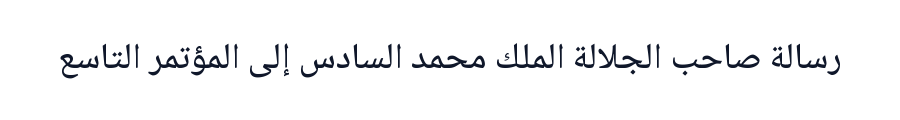 رسالة صاحب الجلالة الملك محمد السادس إلى المؤتمر التاسع